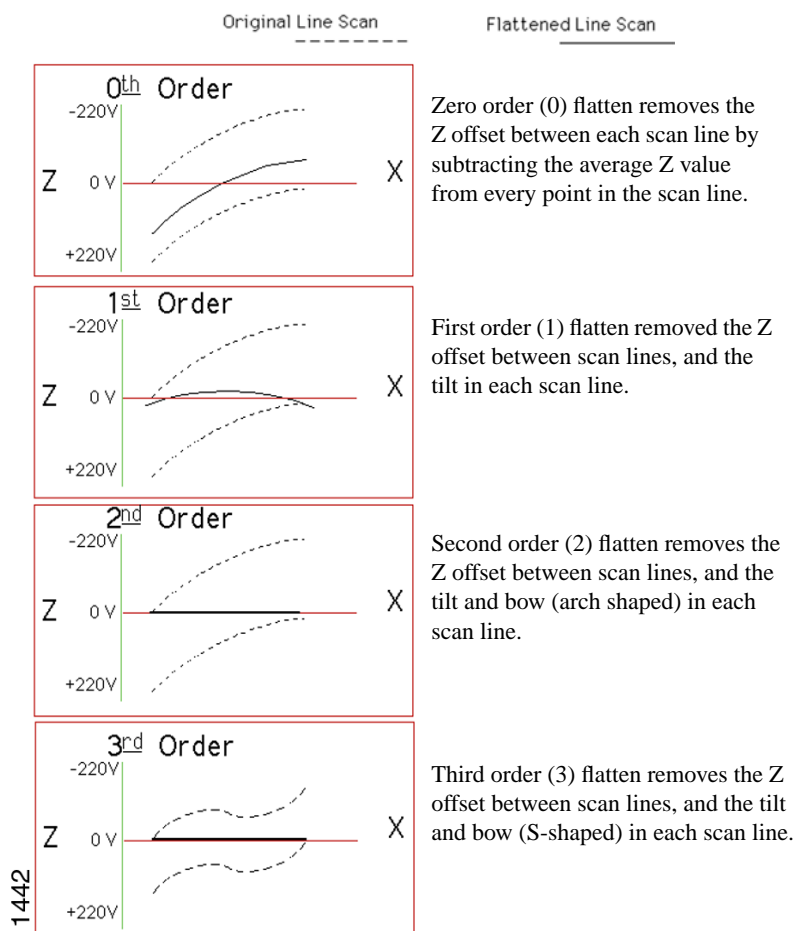 Original Line Scan
Flattened Line Scan
0th Order
-220V
Z 0 V X
+220V
Zero order (0) flatten removes the
Z offset between each scan line by
subtracting the average Z value
from every point in the scan line.
1st Order
-220V
Z 0 V X
+220V
First order (1) flatten removed the Z
offset between scan lines, and the
tilt in each scan line.
2nd Order
-220V
Z 0 V X
+220V
Second order (2) flatten removes the
Z offset between scan lines, and the
tilt and bow (arch shaped) in each
scan line.
3rd Order
-220V
Z 0 V X
+220V
Third order (3) flatten removes the Z
offset between scan lines, and the tilt
and bow (S-shaped) in each scan line.
1442